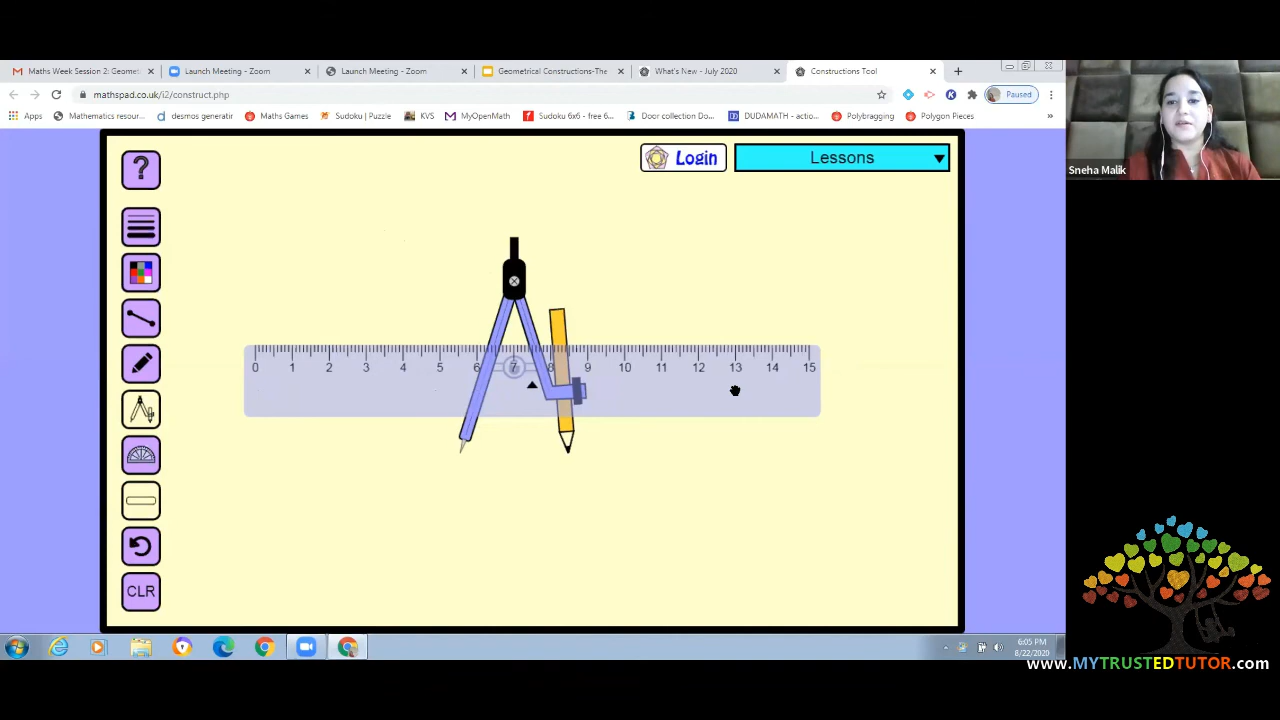 Maths Week Session 2: Geomet
Launch Meeting - Zoom
Launch Meeting - Zoom
Geometrical Constructions-The
What's New - July 2020
Constructions Tool
mathspad.co.uk/i2/construct.php
Paused
Apps
Mathematics resour...
desmos generatir
Maths Games
Sudoku | Puzzle
KVS
MyOpenMath
Sudoku 6x6 - free 6...
Door collection Do...
DUDAMATH - actio...
Polybragging
Polygon Pieces
»
Sneha Malik
?
Login
Lessons
0 1 2 3 4 5 6 7 8 9 10 11 12 13 14 15
CLR
6:05 PM
8/22/2020
www.MYTRUSTEDTUTOR.com